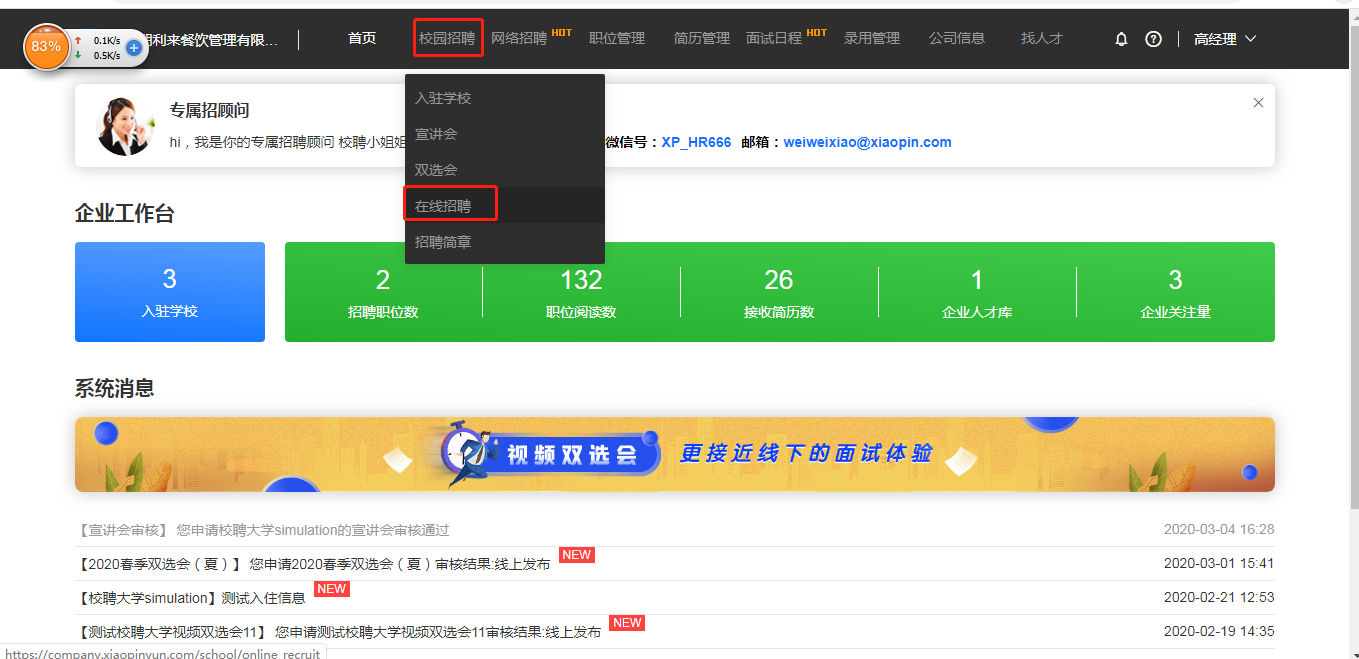 83%
↑ 0.1K/s
↓ 0.5K/s
朗利来餐饮管理有限…
首页
校园招聘
网络招聘 HOT
职位管理
简历管理
面试日程 HOT
录用管理
公司信息
找人才
高经理
入驻学校
宣讲会
双选会
在线招聘
招聘简章
专属招顾问
hi，我是你的专属招聘顾问 校聘小姐姐
微信号：XP_HR666 邮箱：weiweixiao@xiaopin.com
企业工作台
3
入驻学校
2
招聘职位数
132
职位阅读数
26
接收简历数
1
企业人才库
3
企业关注量
系统消息
视频双选会 更接近线下的面试体验
【宣讲会审核】 您申请校聘大学simulation的宣讲会审核通过 2020-03-04 16:28
【2020春季双选会（夏）】 您申请2020春季双选会（夏）审核结果:线上发布 NEW 2020-03-01 15:41
【校聘大学simulation】测试入住信息 NEW 2020-02-21 12:53
【测试校聘大学视频双选会11】 您申请测试校聘大学视频双选会11审核结果:线上发布 NEW 2020-02-19 14:35
https://company.xiaopinyun.com/school/online_recruit